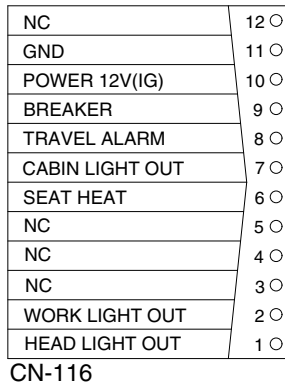 NC 12
GND 11
POWER 12V(IG) 10
BREAKER 9
TRAVEL ALARM 8
CABIN LIGHT OUT 7
SEAT HEAT 6
NC 5
NC 4
NC 3
WORK LIGHT OUT 2
HEAD LIGHT OUT 1
CN-116